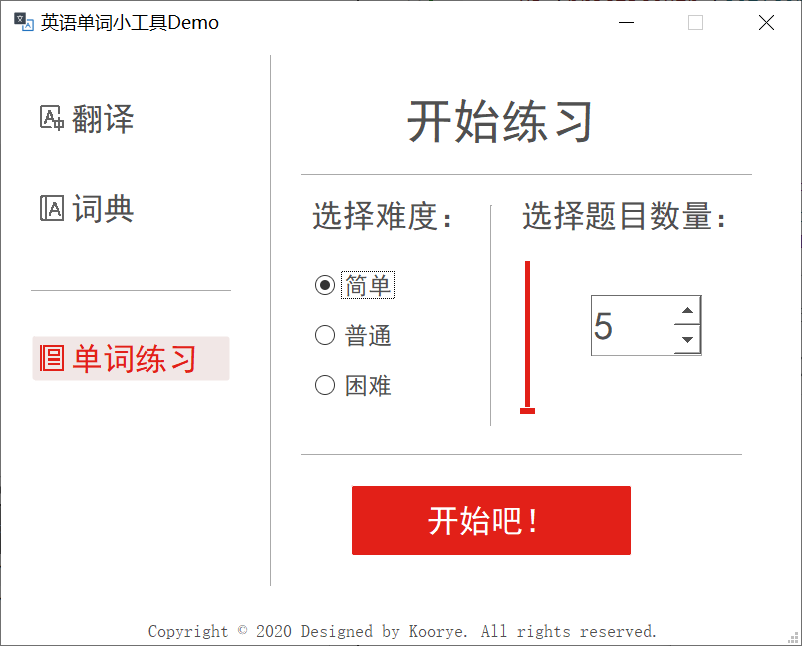 英语单词小工具Demo
翻译
词典
单词练习
开始练习
选择难度：
简单
普通
困难
选择题目数量：
5
开始吧！
Copyright © 2020 Designed by Koorye. All rights reserved.